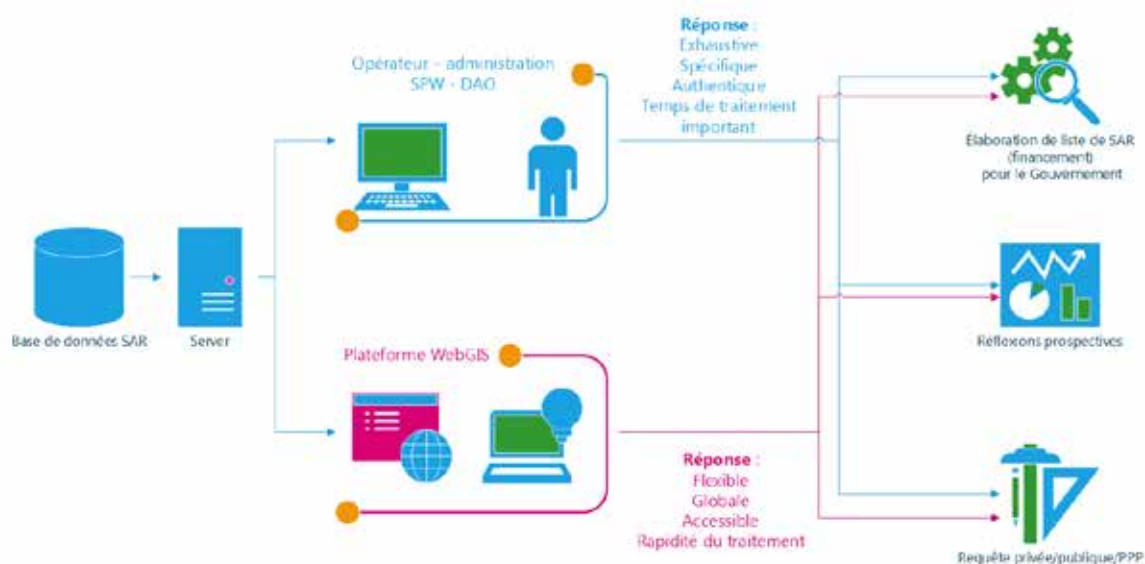 Opérateur - administration
SPW - DAO
Réponse :
Exhaustive
Spécifique
Authentique
Temps de traitement
important
Élaboration de liste de SAR
(financement)
pour le Gouvernement
Base de données SAR
Server
Plateforme WebGIS
Réflexons prospectives
Réponse :
Flexible
Globale
Accessible
Rapidité du traitement
Requête privée/publique/PPP